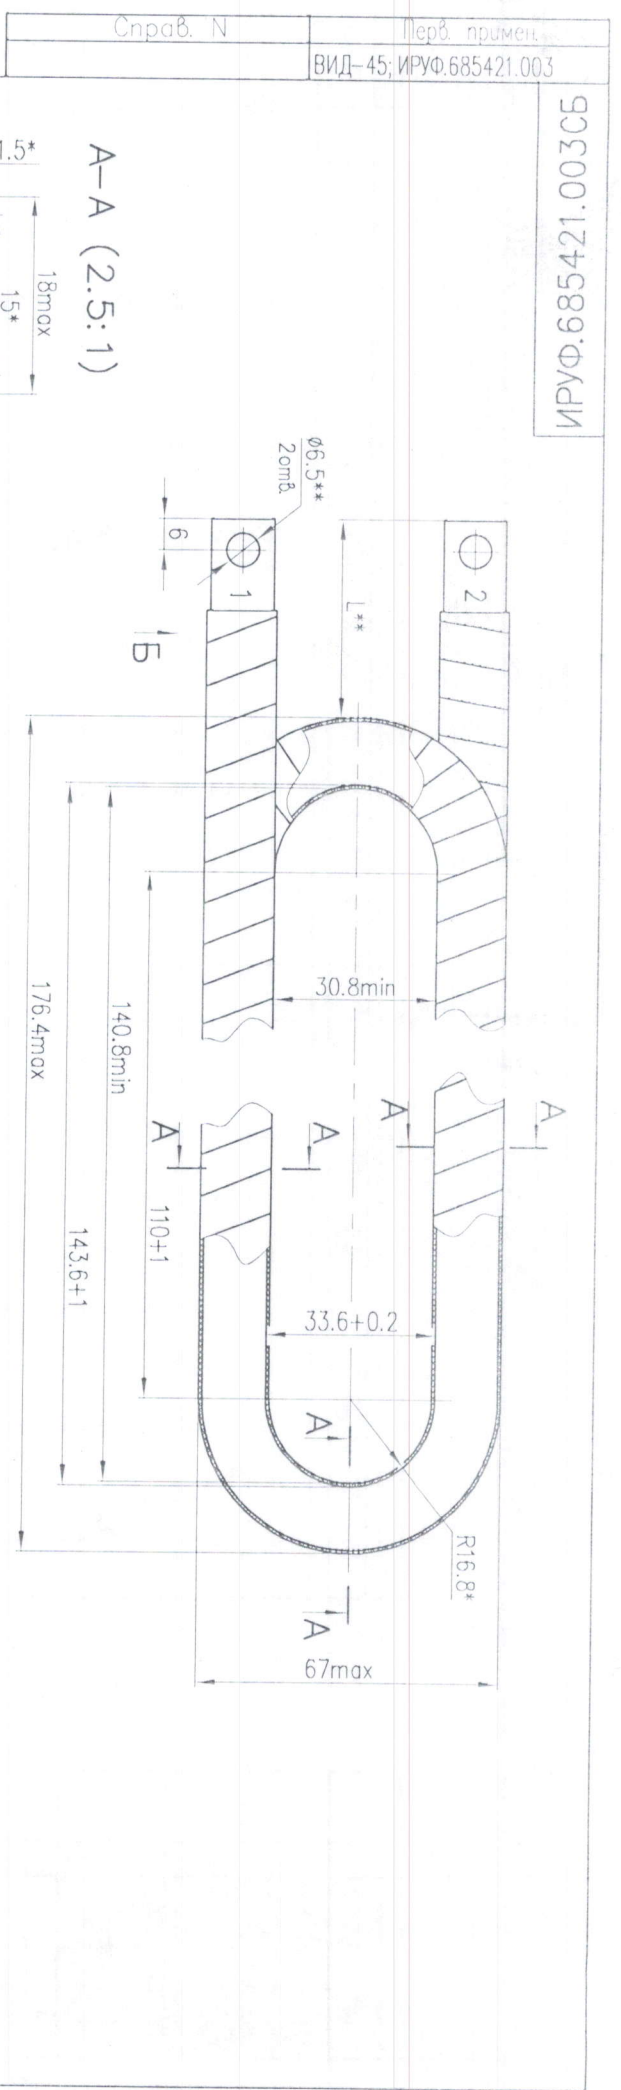 Справ. N
Перв. примен.
ВИД-45; ИРУФ.685421.003
ИРУФ.685421.003СБ
А-А (2.5:1)
1.5*
18max
15*
ø6.5**
2отв.
6
1
2
Б
L**
30.8min
176.4max
140.8min
143.6+1
110+1
А
А
А
А
33.6+0.2
А
А
R16.8*
67max